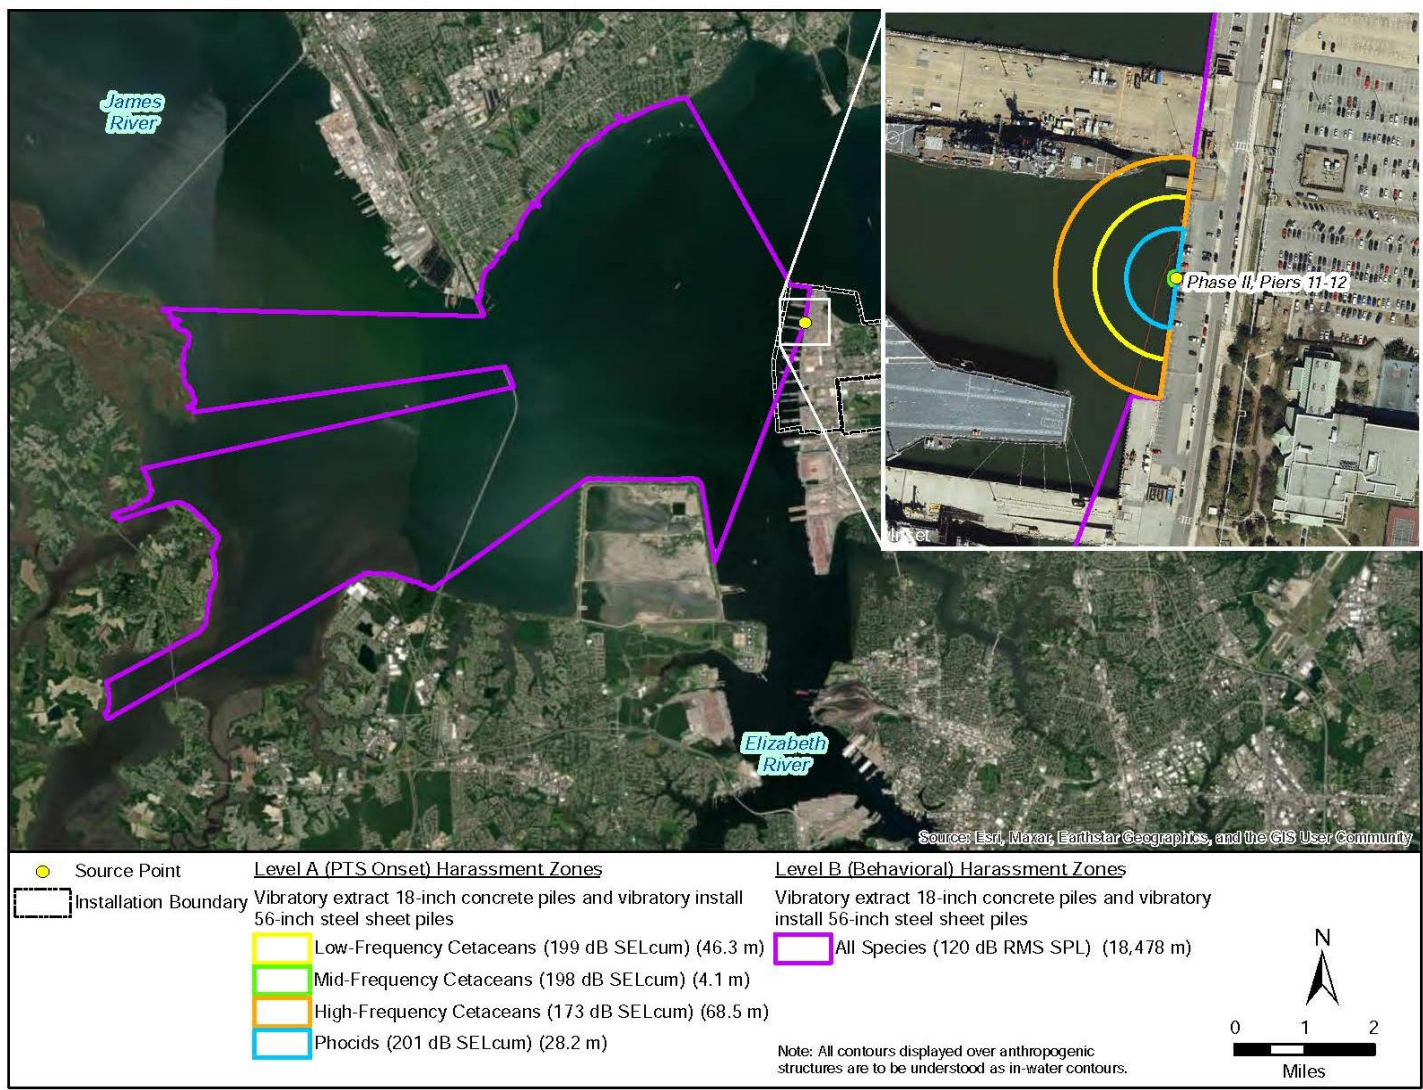 James
River
Phase II, Piers 11-12
Elizabeth
River
Source: Esri, Maxar, Earthstar Geographics, and the GIS User Community
Source Point
Installation Boundary
Level A (PTS Onset) Harassment Zones
Vibratory extract 18-inch concrete piles and vibratory install
56-inch steel sheet piles
Low-Frequency Cetaceans (199 dB SELcum) (46.3 m)
Mid-Frequency Cetaceans (198 dB SELcum) (4.1 m)
High-Frequency Cetaceans (173 dB SELcum) (68.5 m)
Phocids (201 dB SELcum) (28.2 m)
Level B (Behavioral) Harassment Zones
Vibratory extract 18-inch concrete piles and vibratory
install 56-inch steel sheet piles
All Species (120 dB RMS SPL) (18,478 m)
Note: All contours displayed over anthropogenic
structures are to be understood as in-water contours.
N
0 1 2
Miles